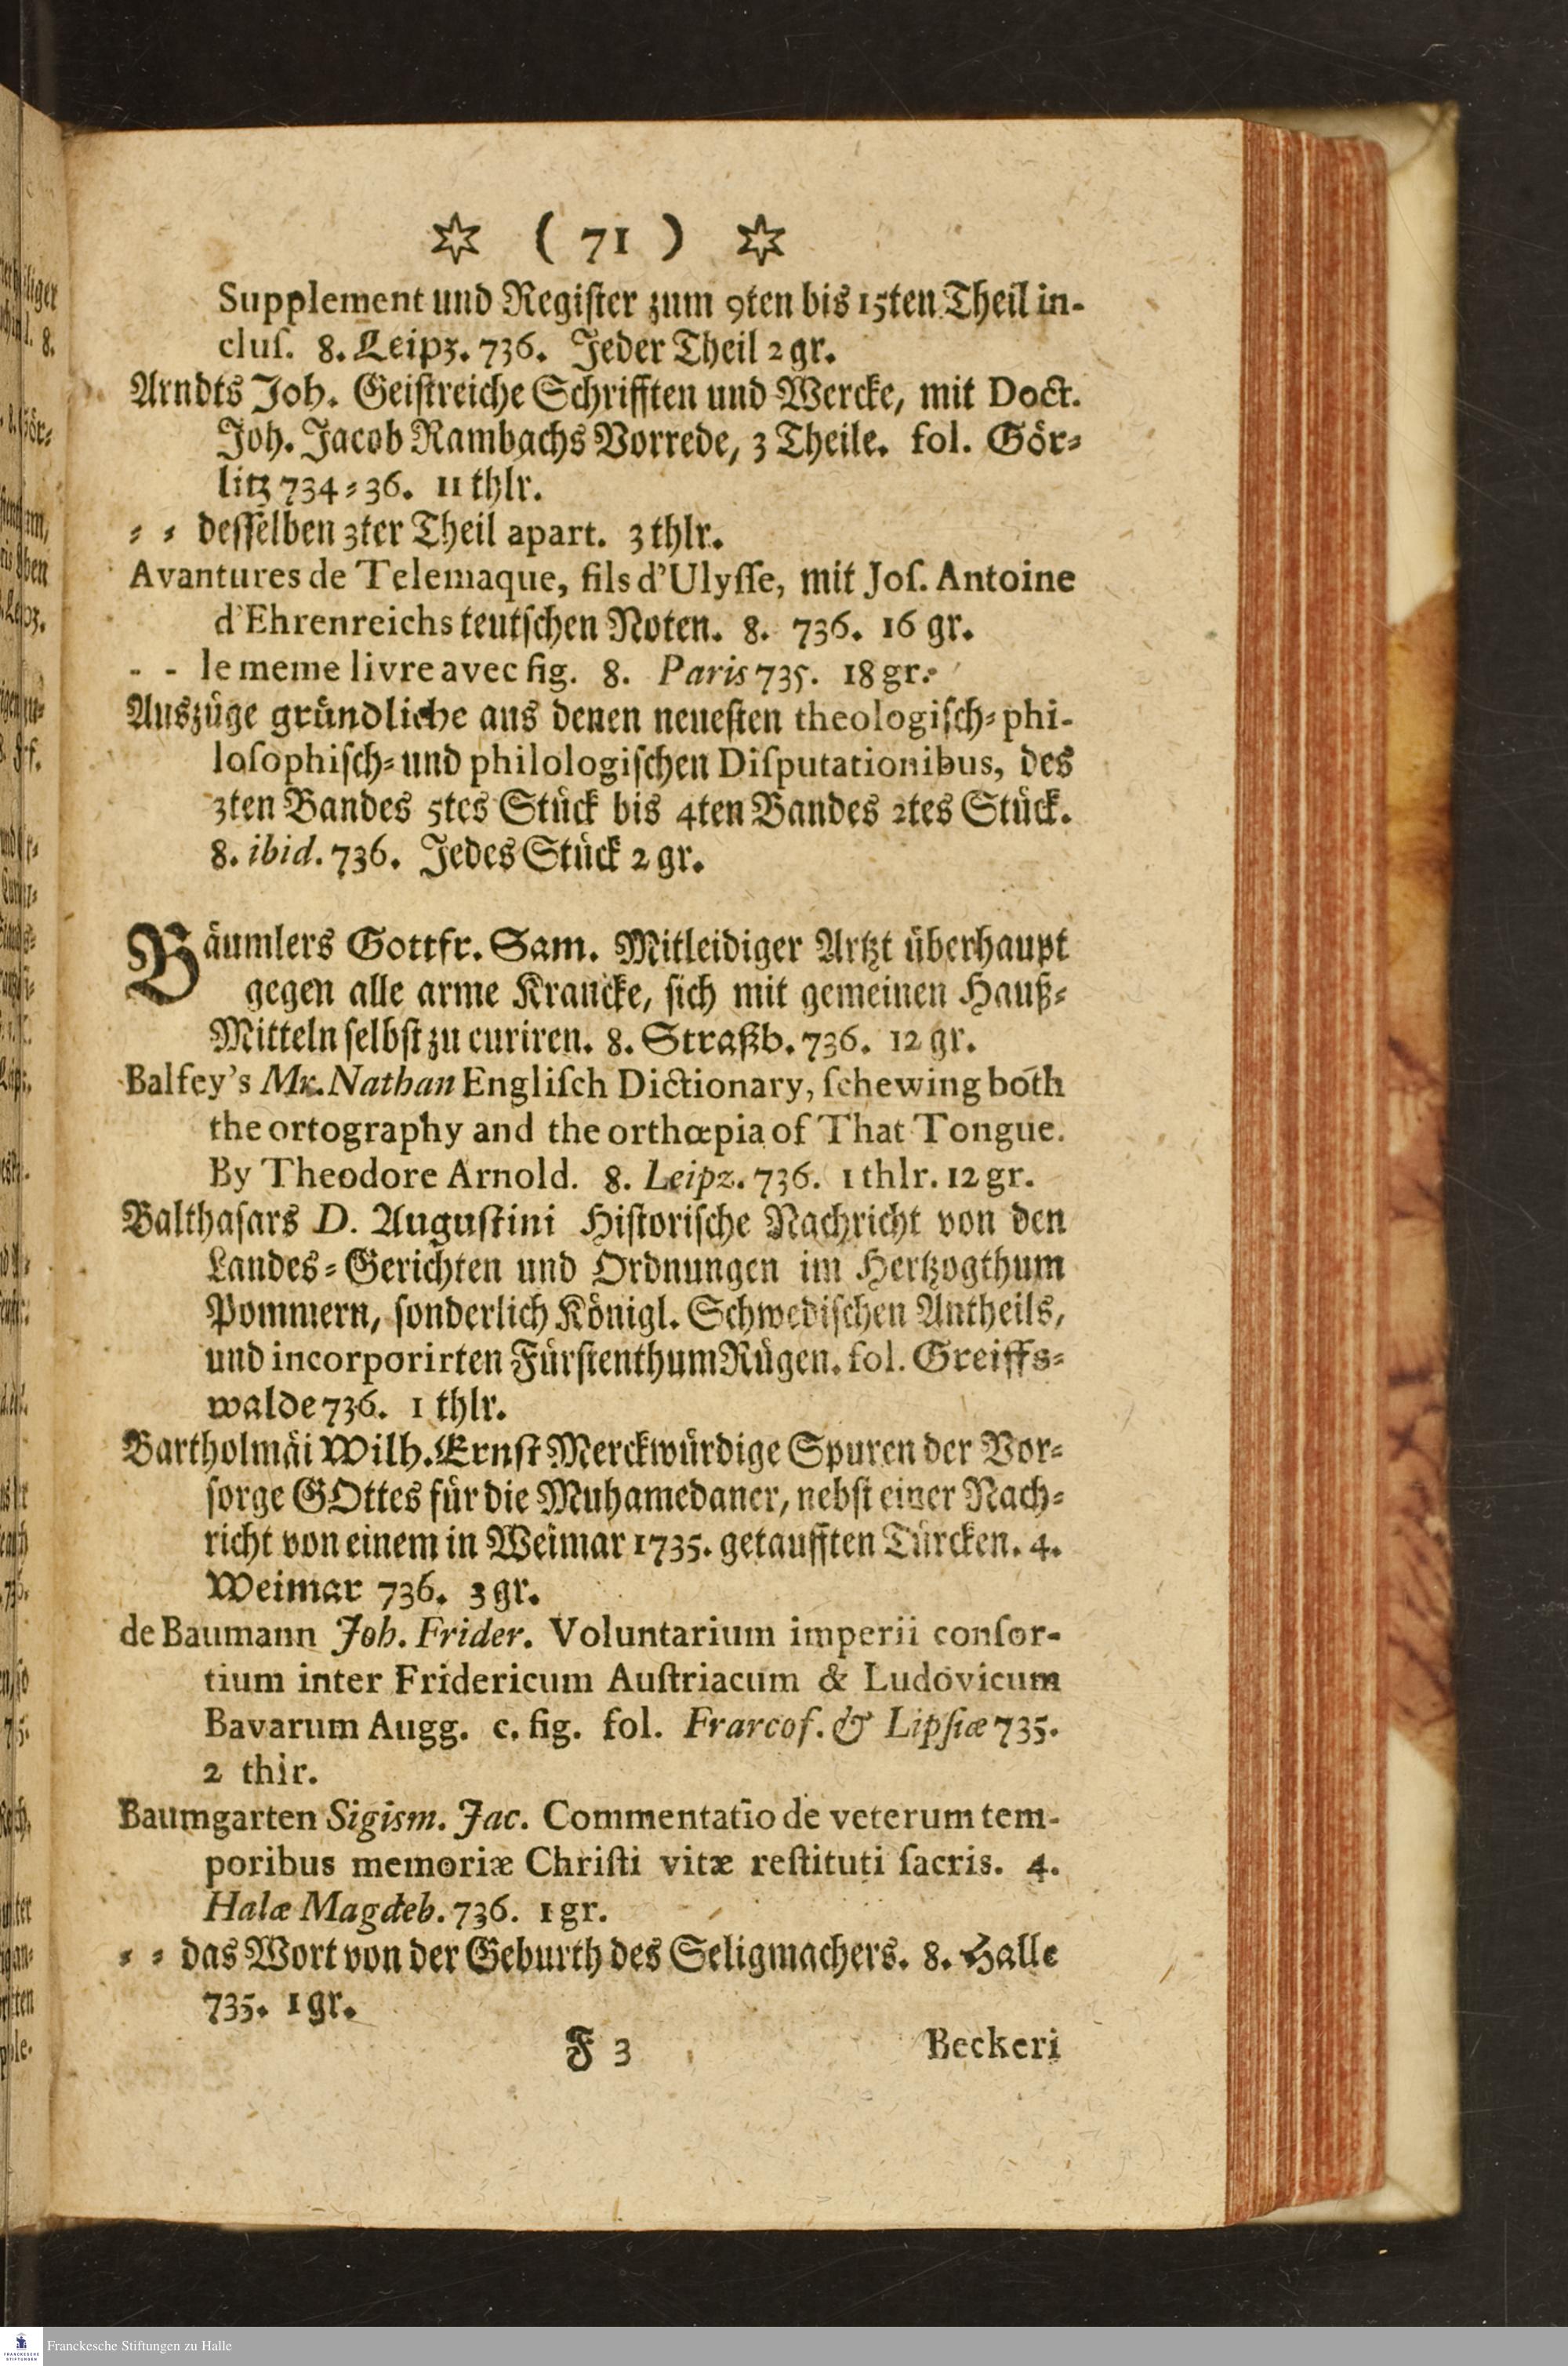 ✡ ( 71 ) ✡
Supplement und Regiſter zum 9ten bis 15ten Theil in-
cluſ. 8. Leipz. 736. Jeder Theil 2 gr.
Arndts Joh. Geiſtreiche Schrifften und Wercke, mit Doct.
Joh. Jacob Rambachs Vorrede, 3 Theile. fol. Gör⸗
litz 734⸗36. 11 thlr.
⸗ ⸗ deſſelben 3ter Theil apart. 3 thlr.
Avantures de Telemaque, fils d'Ulyſſe, mit Joſ. Antoine
d'Ehrenreichs teutſchen Noten. 8. 736. 16 gr.
- - le meme livre avec fig. 8. Paris 735. 18 gr.
Auszüge gründliche aus denen neueſten theologiſch⸗phi-
loſophiſch⸗ und philologiſchen Diſputationibus, des
3ten Bandes 5tes Stück bis 4ten Bandes 2tes Stück.
8. ibid. 736. Jedes Stück 2 gr.
Bäumlers Gottfr. Sam. Mitleidiger Artzt überhaupt
gegen alle arme Krancke, ſich mit gemeinen Hauß⸗
Mitteln ſelbſt zu curiren. 8. Straßb. 736. 12 gr.
Balfey's Mr. Nathan Engliſch Dictionary, ſchewing both
the ortography and the orthœpia of That Tongue.
By Theodore Arnold. 8. Leipz. 736. 1 thlr. 12 gr.
Balthaſars D. Auguſtini Hiſtoriſche Nachricht von den
Landes⸗Gerichten und Ordnungen im Hertzogthum
Pommern, ſonderlich Königl. Schwediſchen Antheils,
und incorporirten Fürſtenthum Rügen. fol. Greiffs⸗
walde 736. 1 thlr.
Bartholmäi Wilh. Ernſt Merckwürdige Spuren der Vor⸗
ſorge GOttes für die Muhamedaner, nebſt einer Nach⸗
richt von einem in Weimar 1735. getaufften Türcken. 4.
Weimar 736. 3 gr.
de Baumann Joh. Frider. Voluntarium imperii conſor-
tium inter Fridericum Auſtriacum & Ludovicum
Bavarum Augg. c. fig. fol. Frarcof. & Lipſiæ 735.
2 thlr.
Baumgarten Sigism. Jac. Commentatio de veterum tem-
poribus memoriæ Chriſti vitæ reſtituti ſacris. 4.
Halæ Magdeb. 736. 1 gr.
⸗ ⸗ das Wort von der Geburth des Seligmachers. 8. Halle
735. 1 gr.
F 3 Beckeri
Franckesche Stiftungen zu Halle